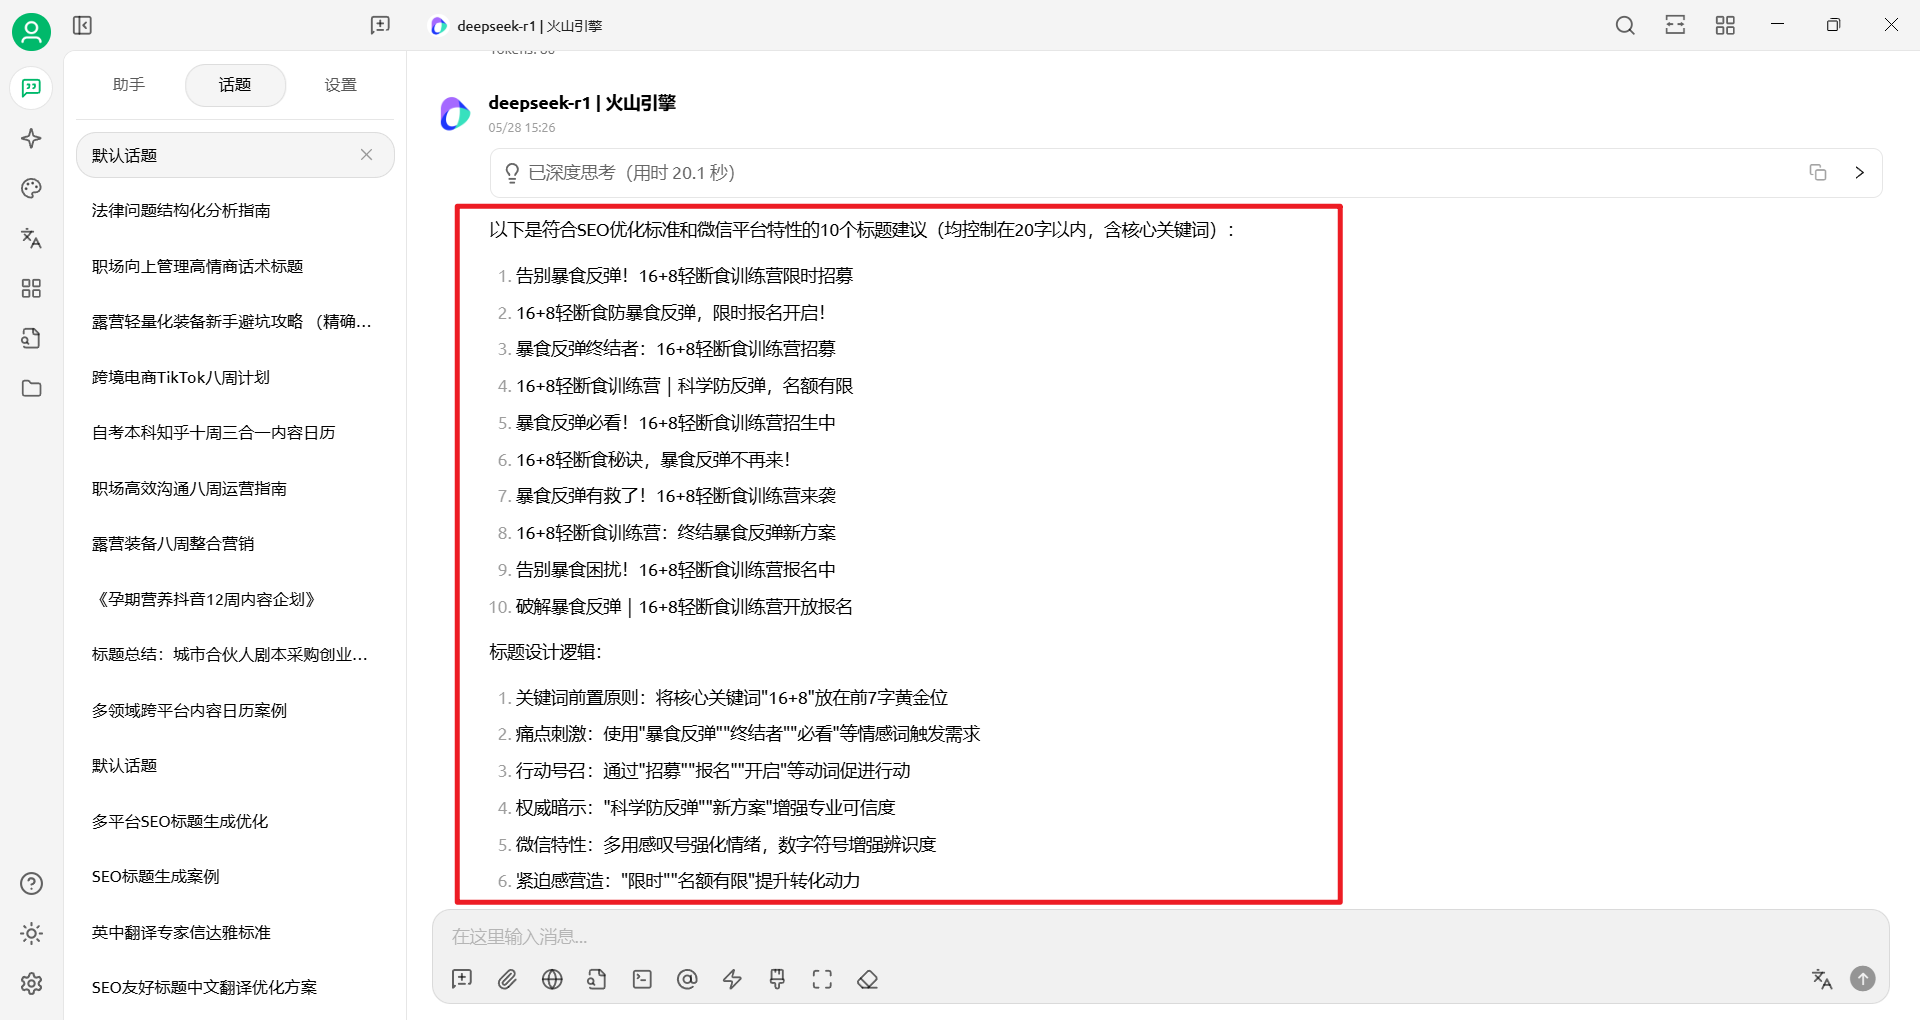 deepseek-r1 | 火山引擎
助手
话题
设置
默认话题
法律问题结构化分析指南
职场向上管理高情商话术标题
露营轻量化装备新手避坑攻略 （精确...
跨境电商TikTok八周计划
自考本科知乎十周三合一内容日历
职场高效沟通八周运营指南
露营装备八周整合营销
《孕期营养抖音12周内容企划》
标题总结：城市合伙人剧本采购创业...
多领域跨平台内容日历案例
默认话题
多平台SEO标题生成优化
SEO标题生成案例
英中翻译专家信达雅标准
SEO友好标题中文翻译优化方案
Tokens: 80
deepseek-r1 | 火山引擎
05/28 15:26
已深度思考（用时 20.1 秒）
以下是符合SEO优化标准和微信平台特性的10个标题建议（均控制在20字以内，含核心关键词）：
1. 告别暴食反弹！16+8轻断食训练营限时招募
2. 16+8轻断食防暴食反弹，限时报名开启！
3. 暴食反弹终结者：16+8轻断食训练营招募
4. 16+8轻断食训练营｜科学防反弹，名额有限
5. 暴食反弹必看！16+8轻断食训练营招生中
6. 16+8轻断食秘诀，暴食反弹不再来！
7. 暴食反弹有救了！16+8轻断食训练营来袭
8. 16+8轻断食训练营：终结暴食反弹新方案
9. 告别暴食困扰！16+8轻断食训练营报名中
10. 破解暴食反弹｜16+8轻断食训练营开放报名
标题设计逻辑：
1. 关键词前置原则：将核心关键词"16+8"放在前7字黄金位
2. 痛点刺激：使用"暴食反弹""终结者""必看"等情感词触发需求
3. 行动号召：通过"招募""报名""开启"等动词促进行动
4. 权威暗示："科学防反弹""新方案"增强专业可信度
5. 微信特性：多用感叹号强化情绪，数字符号增强辨识度
6. 紧迫感营造："限时""名额有限"提升转化动力
在这里输入消息...